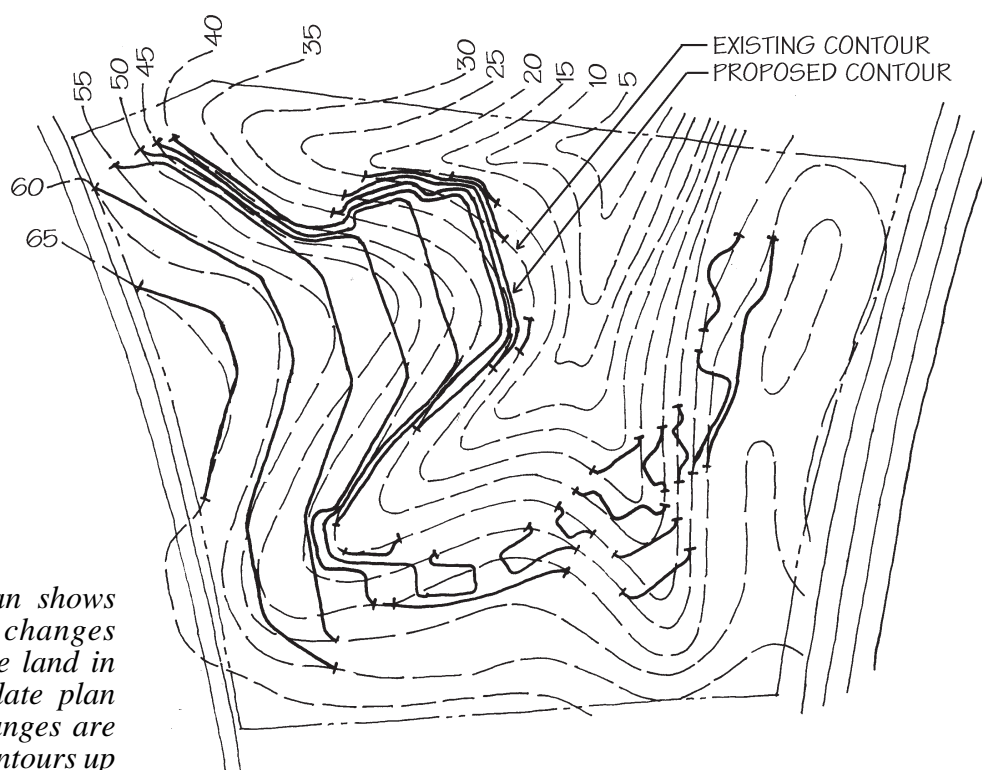 40
35
45
50
55
30
25
20
15
10
5
EXISTING CONTOUR
PROPOSED CONTOUR
60
65
an shows
changes
e land in
late plan
nges are
ntours up